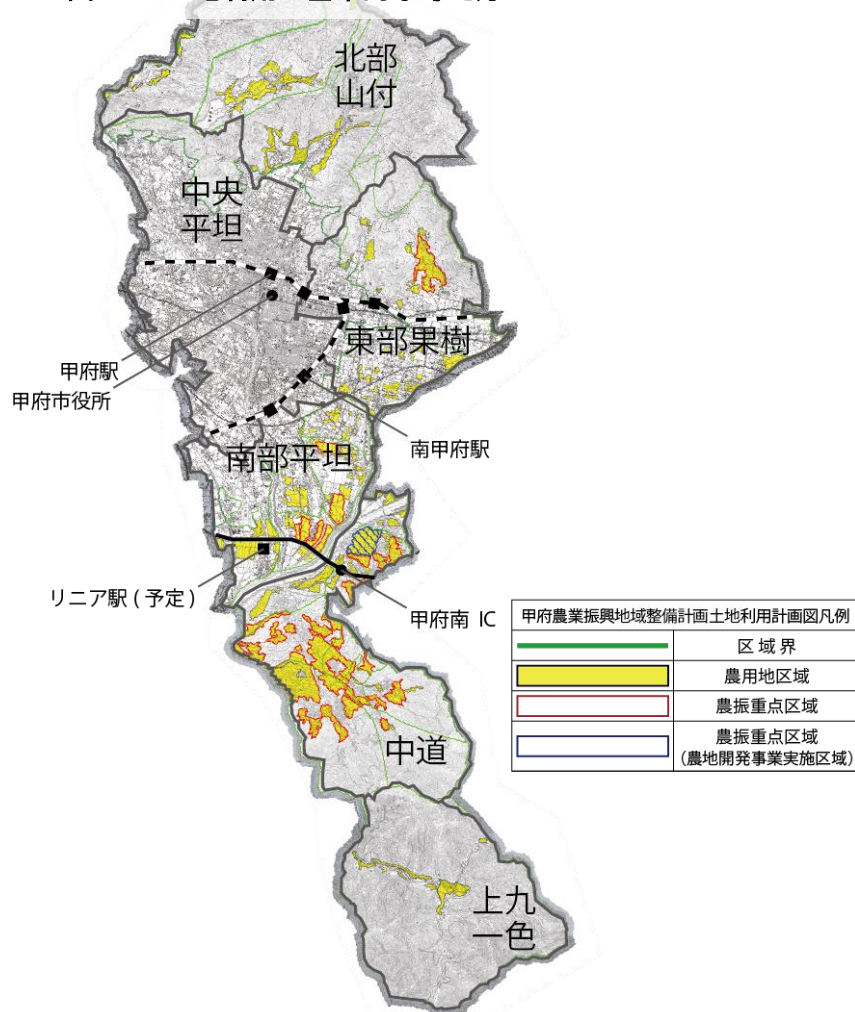 北部
山付
中央
平坦
東部果樹
甲府駅
甲府市役所
南甲府駅
南部平坦
リニア駅(予定)
甲府南 IC
中道
上九
一色
甲府農業振興地域整備計画土地利用計画図凡例
区域界
農用地区域
農振重点区域
農振重点区域
(農地開発事業実施区域)